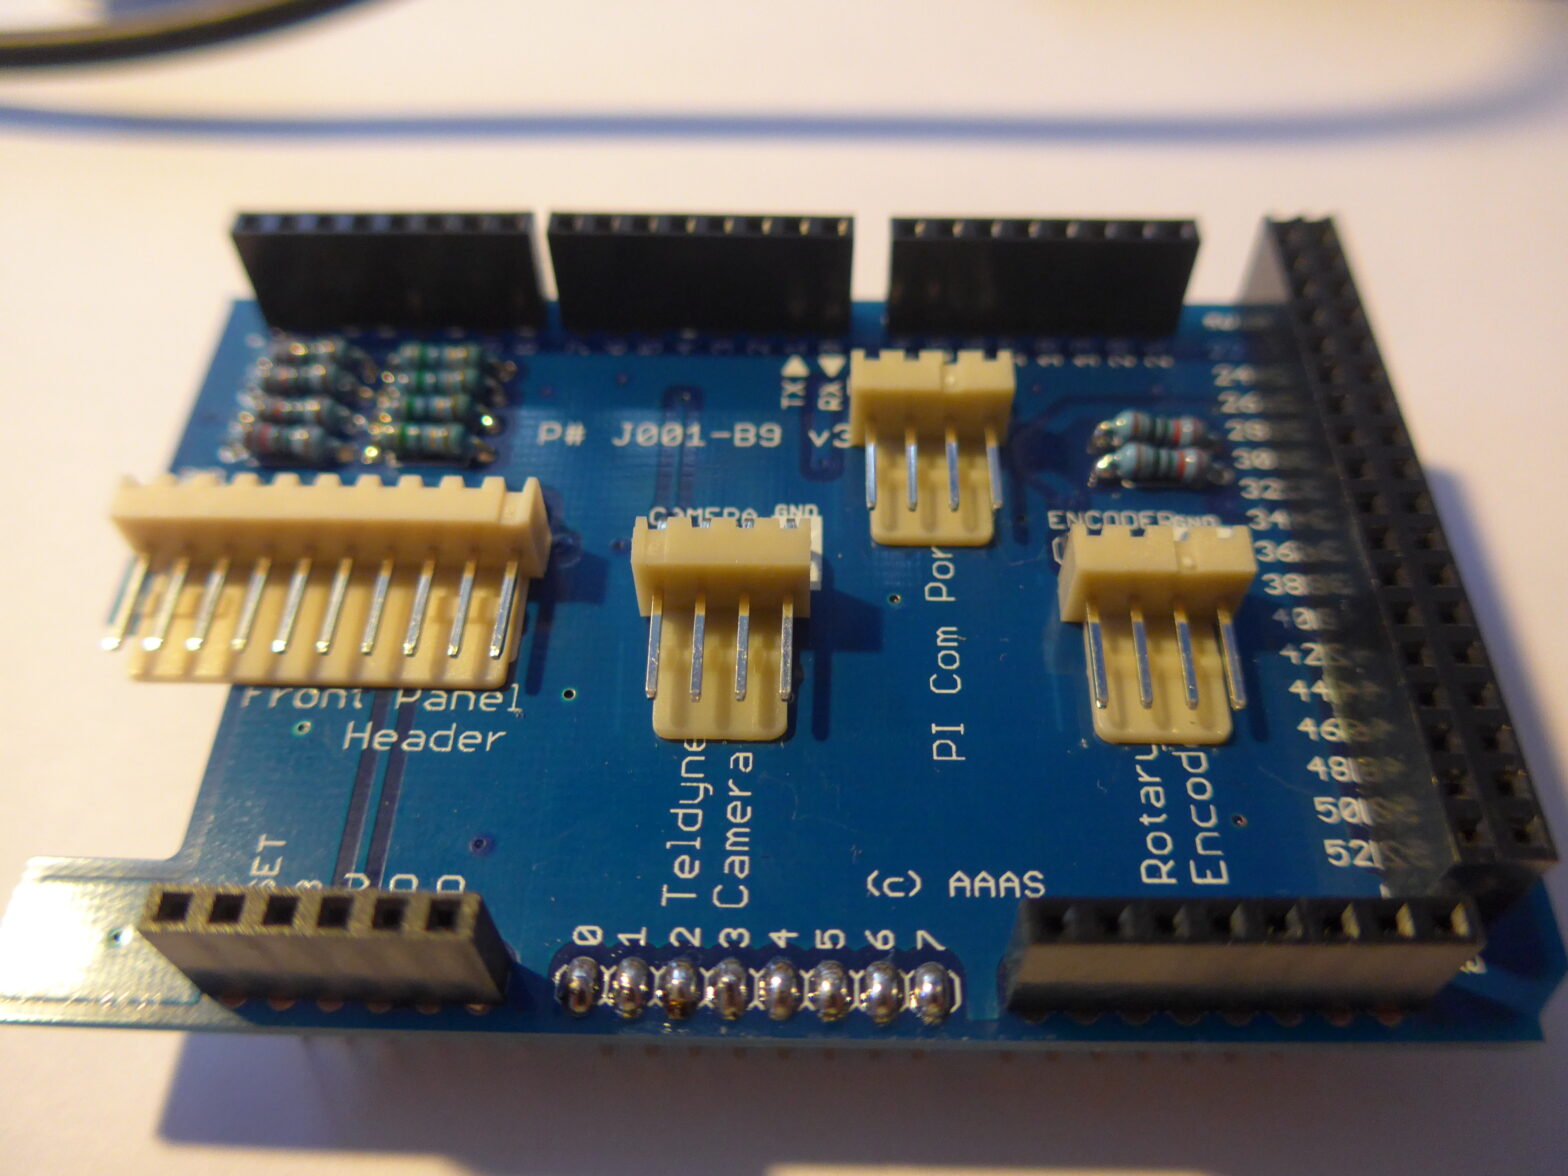 TX1
RX
P# J001-B9 v3
CAMERA GND
ENCODER GND
24
26
28
30
32
34
36
38
40
42
44
46
48
50
52
Front Panel
Header
Teldyne
Camera
PI Com Por
Rotary
Encod
(c) AAAS
0 1 2 3 4 5 6 7